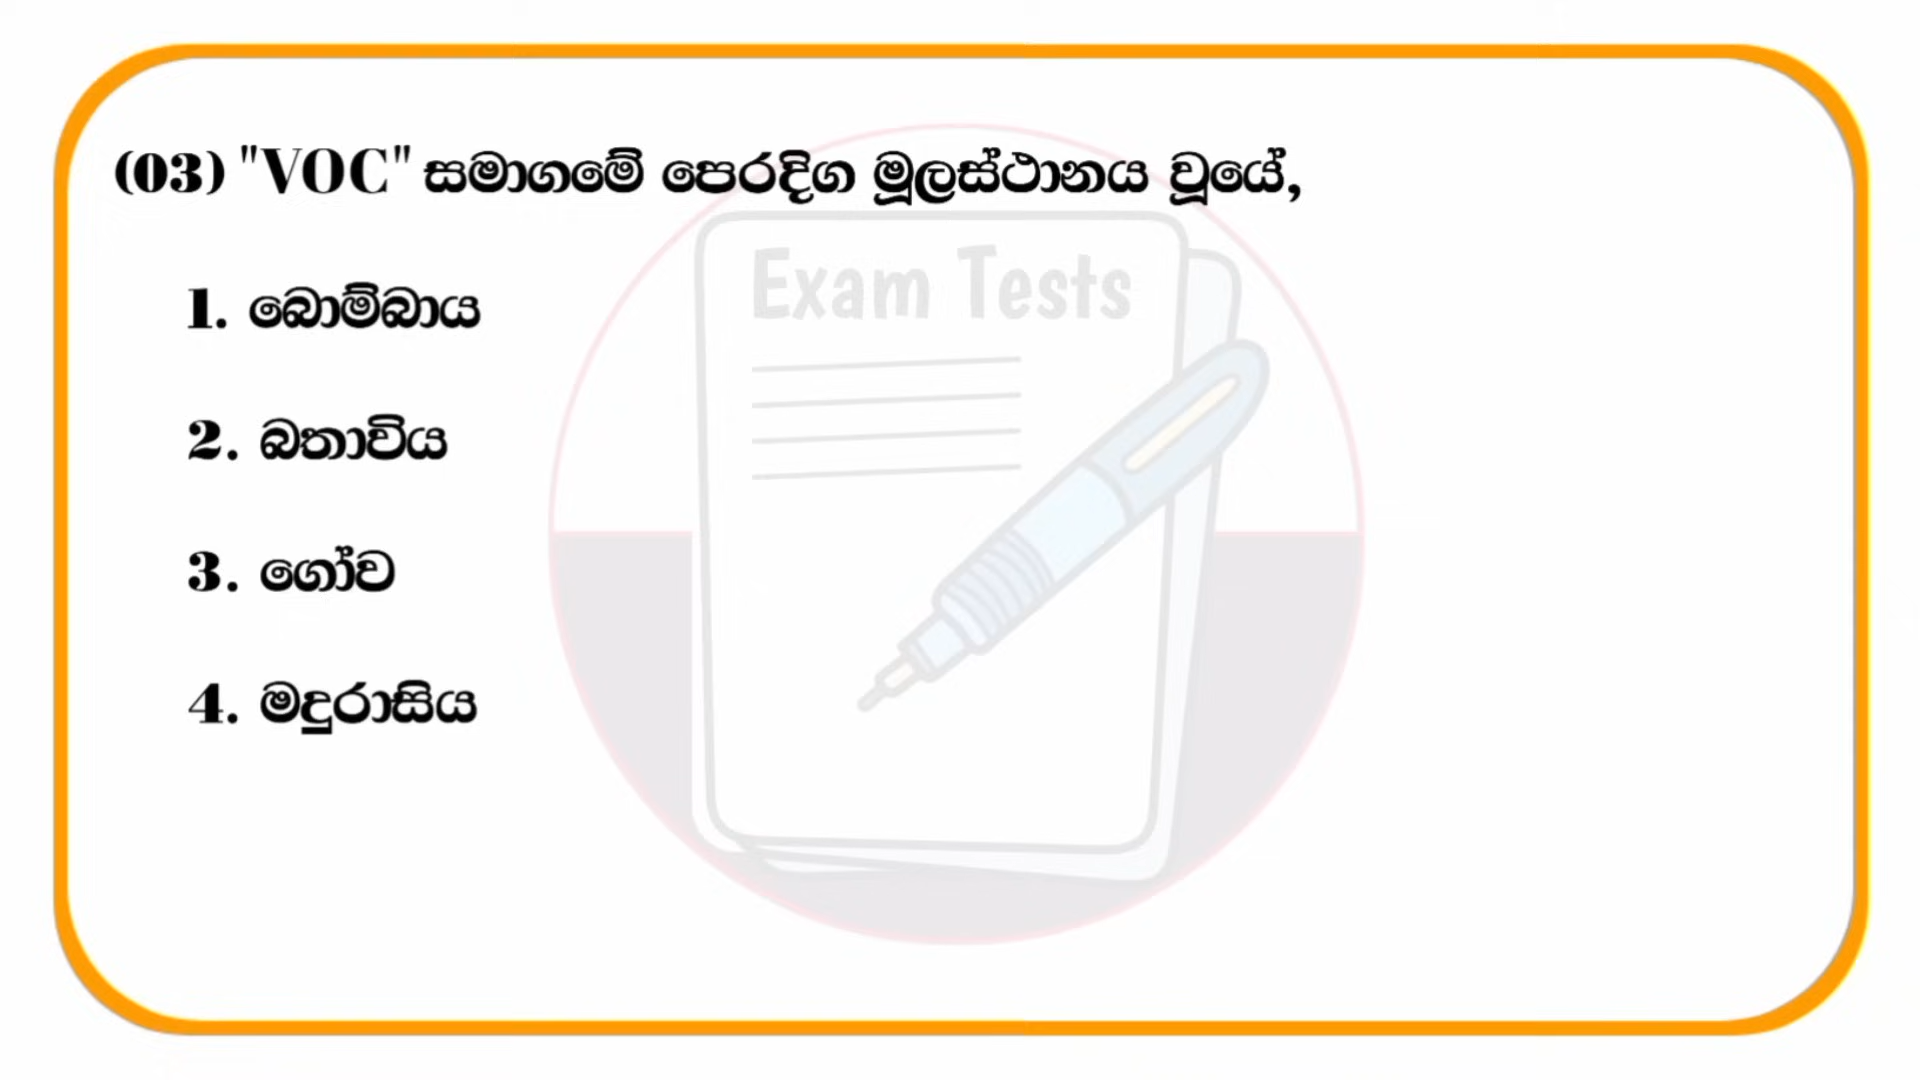 (03) "VOC" සමාගමේ පෙරදිග මූලස්ථානය වූයේ,
Exam Tests
1. බොම්බාය
2. බතාවිය
3. ගෝව
4. මදුරාසිය